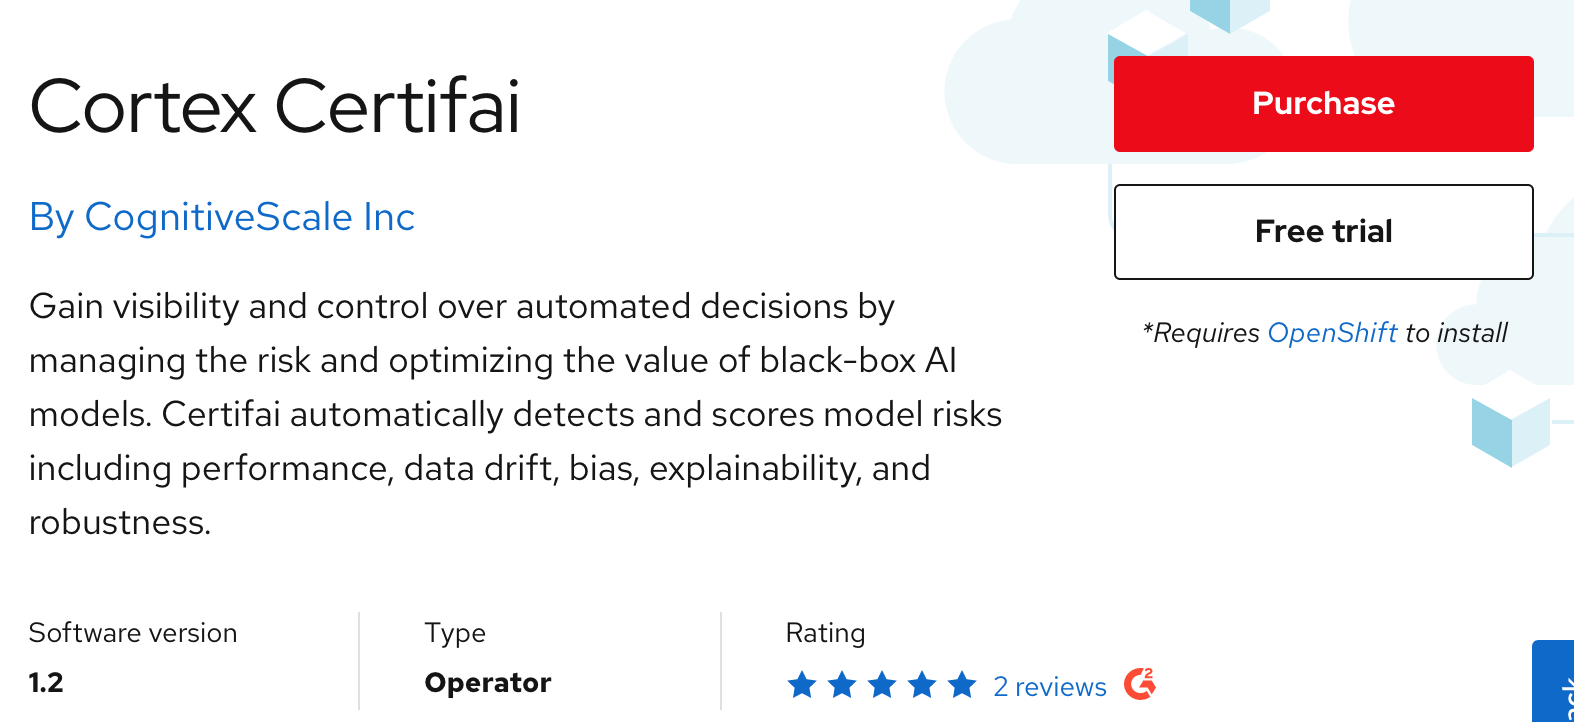 Cortex Certifai
By CognitiveScale Inc
Gain visibility and control over automated decisions by
managing the risk and optimizing the value of black-box AI
models. Certifai automatically detects and scores model risks
including performance, data drift, bias, explainability, and
robustness.
Purchase
Free trial
*Requires OpenShift to install
Software version
1.2
Type
Operator
Rating
2 reviews